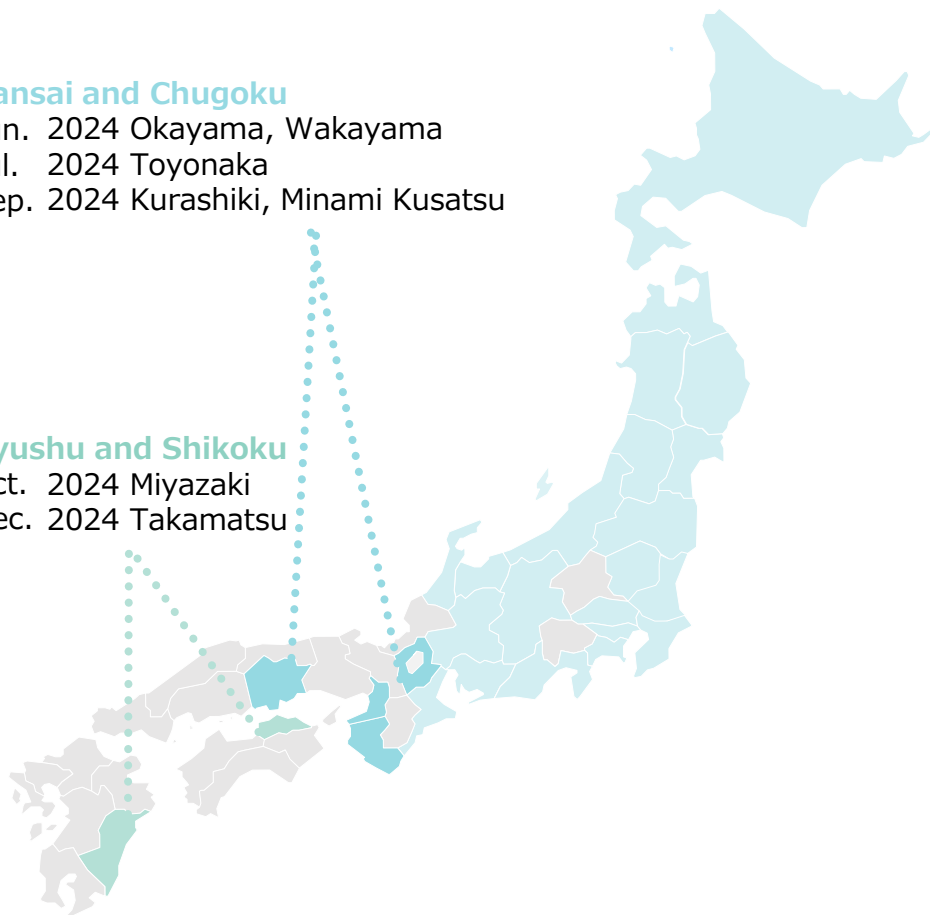 ansai and Chugoku
n. 2024 Okayama, Wakayama
l. 2024 Toyonaka
ep. 2024 Kurashiki, Minami Kusatsu
yushu and Shikoku
ct. 2024 Miyazaki
ec. 2024 Takamatsu